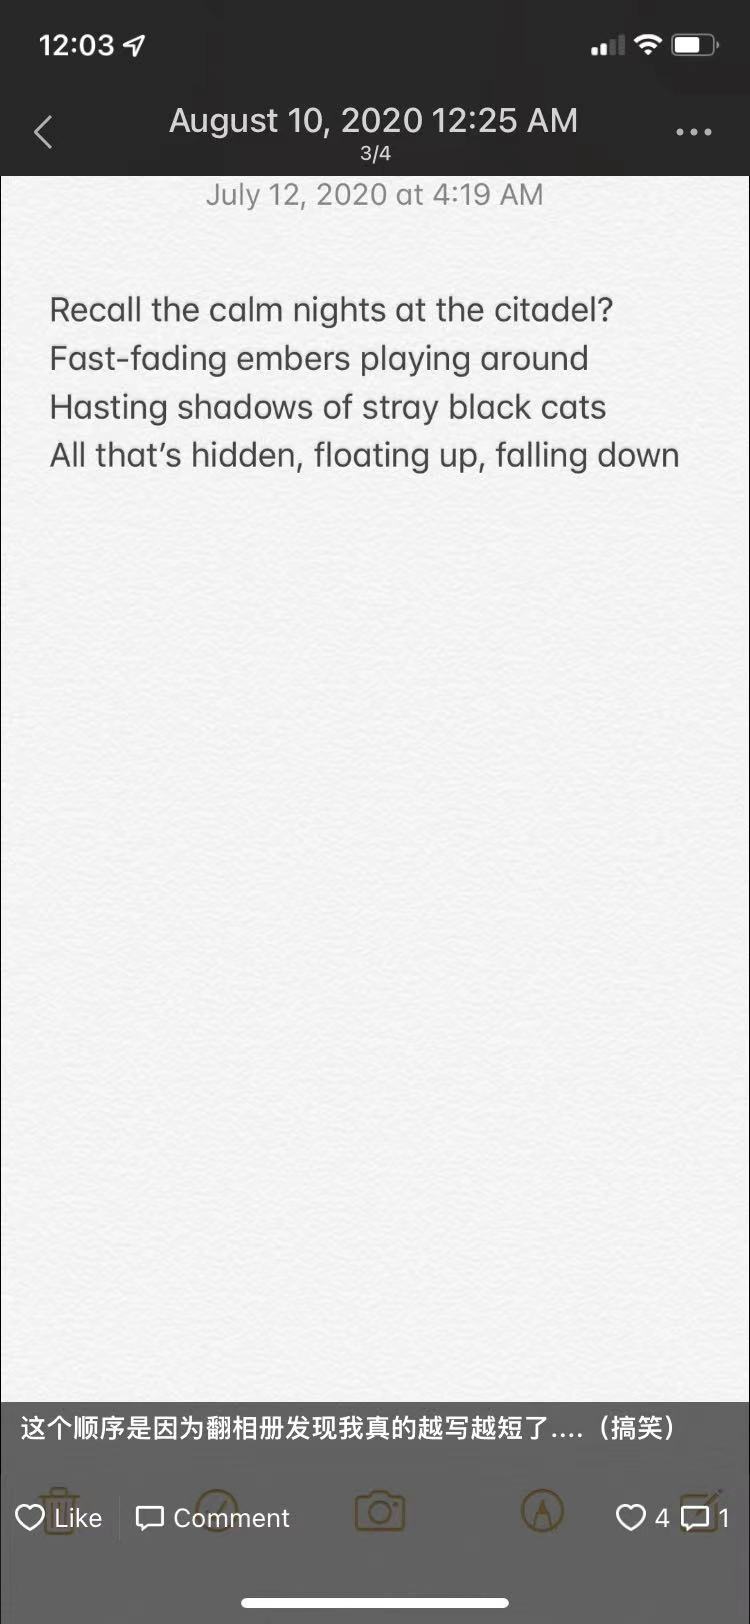 12:03
August 10, 2020 12:25 AM
3/4
July 12, 2020 at 4:19 AM
Recall the calm nights at the citadel?
Fast-fading embers playing around
Hasting shadows of stray black cats
All that’s hidden, floating up, falling down
这个顺序是因为翻相册发现我真的越写越短了....（搞笑）
Like Comment 4 1